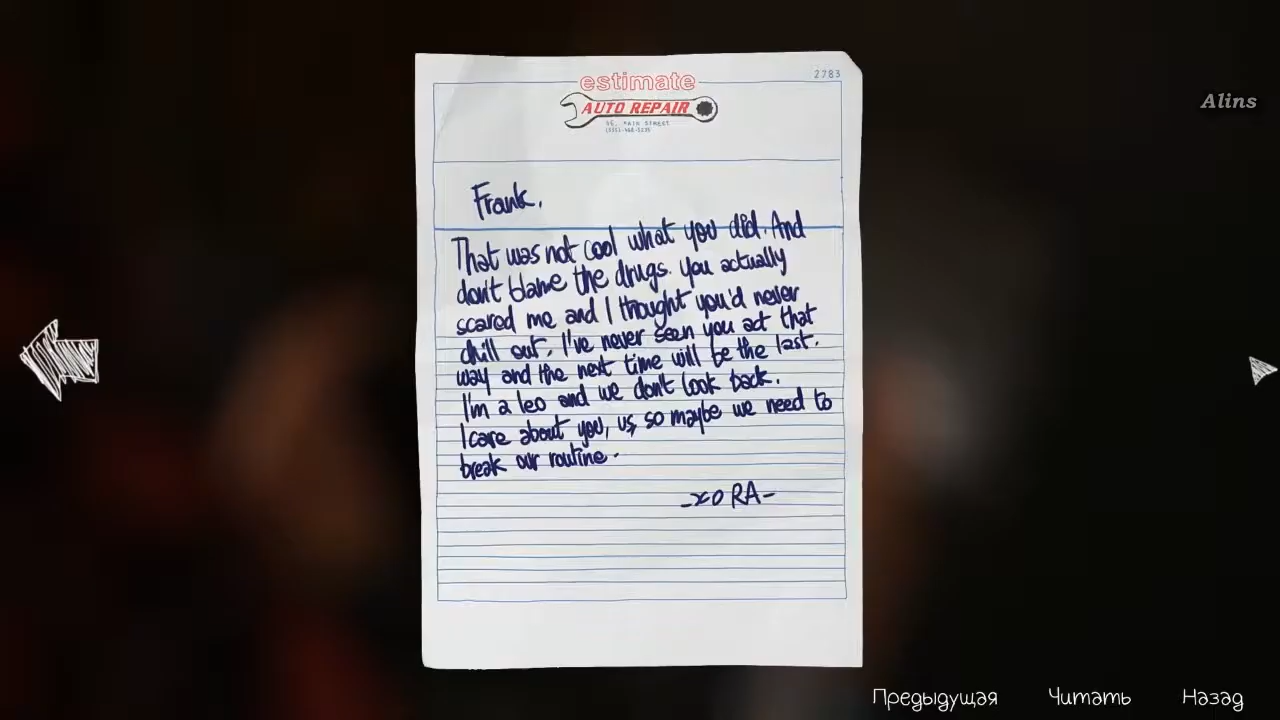 estimate
2783
AUTO REPAIR
Alins
Frank,
That was not cool what you did. And
don't blame the drugs. You actually
scared me and I thought you'd never
chill out. I've never seen you act that
way and the next time will be the last.
I'm a leo and we don't look back.
I care about you, us, so maybe we need to
break our routine.
-xo RA-
Предыдущая Читать Назад